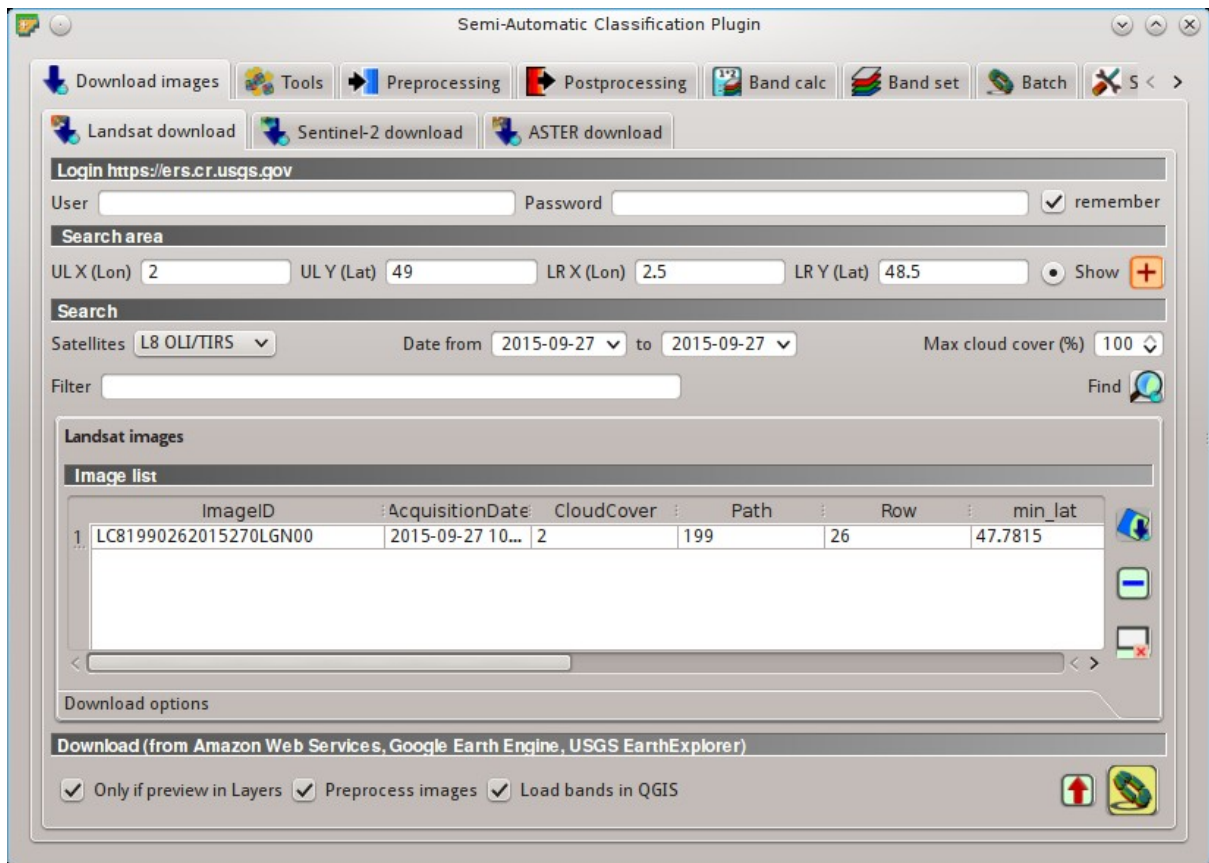 Semi-Automatic Classification Plugin
Download images Tools Preprocessing Postprocessing Band calc Band set Batch S
Landsat download Sentinel-2 download ASTER download
Login https://ers.cr.usgs.gov
User Password remember
Search area
UL X (Lon) 2 UL Y (Lat) 49 LR X (Lon) 2.5 LR Y (Lat) 48.5 Show
Search
Satellites L8 OLI/TIRS Date from 2015-09-27 to 2015-09-27 Max cloud cover (%) 100
Filter Find
Landsat images
Image list
ImageID AcquisitionDate CloudCover Path Row min_lat
1 LC81990262015270LGN00 2015-09-27 10... 2 199 26 47.7815
Download options
Download (from Amazon Web Services, Google Earth Engine, USGS EarthExplorer)
Only if preview in Layers Preprocess images Load bands in QGIS